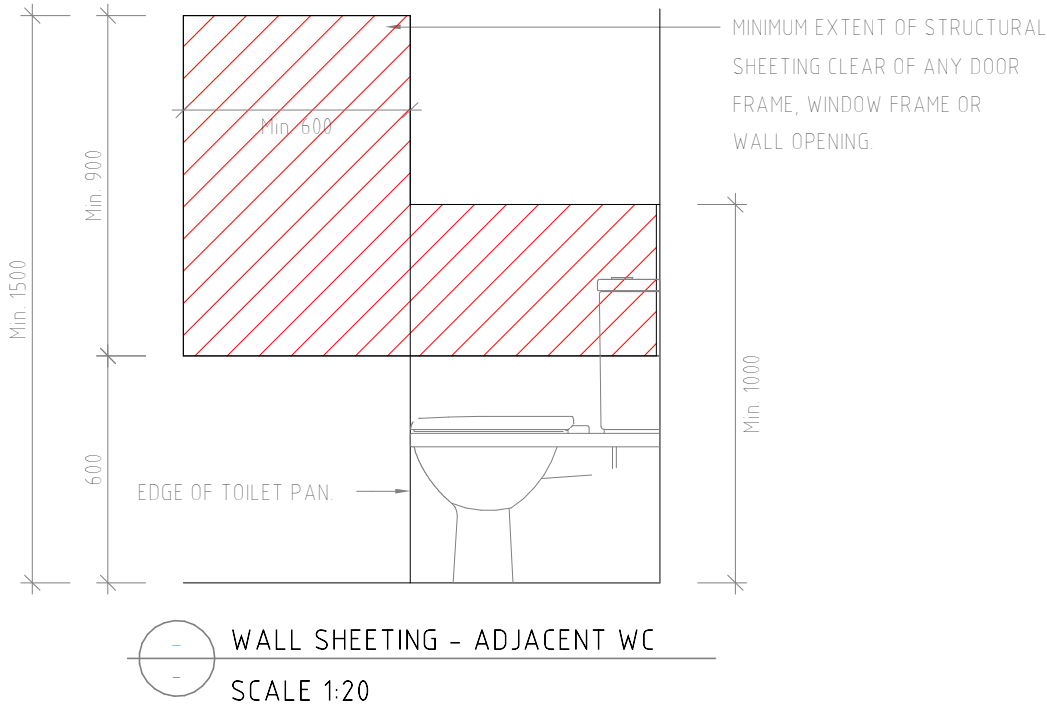 MINIMUM EXTENT OF STRUCTURAL
SHEETING CLEAR OF ANY DOOR
FRAME, WINDOW FRAME OR
WALL OPENING.
Min. 600
Min. 900
Min. 1500
Min. 1000
600
EDGE OF TOILET PAN.
WALL SHEETING - ADJACENT WC
SCALE 1:20